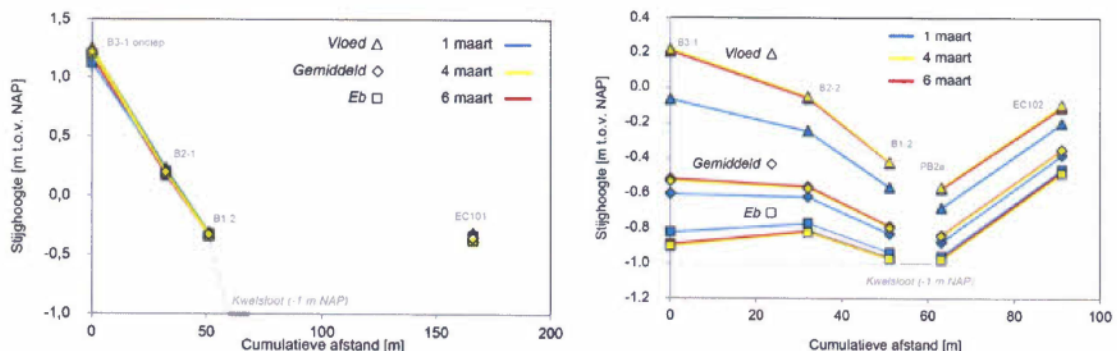 1,5
1,0
0,5
0,0
-0,5
-1,0
Stijghoogte [m t.o.v. NAP]
B3-1 ondiep
Vloed
Gemiddeld
Eb
1 maart
4 maart
6 maart
B2-1
B1.2
EC101
Kwelsloot (-1 m NAP)
0
50
100
150
200
Cumulatieve afstand [m]
0.4
0.2
0.0
-0.2
-0.4
-0.6
-0.8
-1.0
-1.2
Stijghoogte [m t.o.v. NAP]
B3-1
Vloed
1 maart
4 maart
6 maart
B2-2
B1.2
PB2a
EC102
Gemiddeld
Eb
Kwelsloot (-1 m NAP)
0
20
40
60
80
100
Cumulatieve afstand [m]